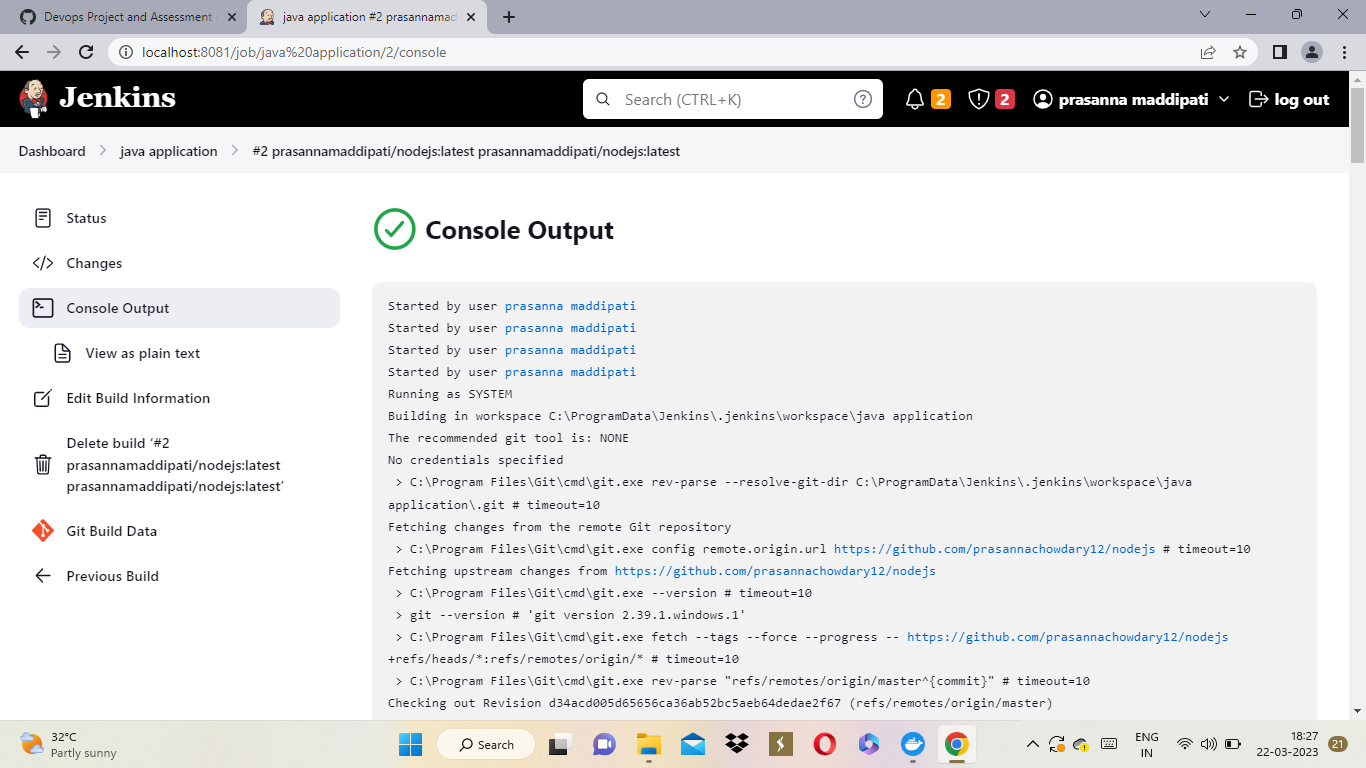 Devops Project and Assessment
java application #2 prasannamad
localhost:8081/job/java%20application/2/console
Jenkins
Search (CTRL+K)
2
2
prasanna maddipati
log out
Dashboard
java application
#2 prasannamaddipati/nodejs:latest prasannamaddipati/nodejs:latest
Status
Changes
Console Output
View as plain text
Edit Build Information
Delete build ‘#2
prasannamaddipati/nodejs:latest
prasannamaddipati/nodejs:latest’
Git Build Data
Previous Build
Console Output
Started by user prasanna maddipati
Started by user prasanna maddipati
Started by user prasanna maddipati
Started by user prasanna maddipati
Running as SYSTEM
Building in workspace C:\ProgramData\Jenkins\.jenkins\workspace\java application
The recommended git tool is: NONE
No credentials specified
> C:\Program Files\Git\cmd\git.exe rev-parse --resolve-git-dir C:\ProgramData\Jenkins\.jenkins\workspace\java
application\.git # timeout=10
Fetching changes from the remote Git repository
> C:\Program Files\Git\cmd\git.exe config remote.origin.url https://github.com/prasannachowdary12/nodejs # timeout=10
Fetching upstream changes from https://github.com/prasannachowdary12/nodejs
> C:\Program Files\Git\cmd\git.exe --version # timeout=10
> git --version # 'git version 2.39.1.windows.1'
> C:\Program Files\Git\cmd\git.exe fetch --tags --force --progress -- https://github.com/prasannachowdary12/nodejs
+refs/heads/*:refs/remotes/origin/* # timeout=10
> C:\Program Files\Git\cmd\git.exe rev-parse "refs/remotes/origin/master^{commit}" # timeout=10
Checking out Revision d34acd005d65656ca36ab52bc5aeb64dedae2f67 (refs/remotes/origin/master)
32°C
Partly sunny
Search
ENG
IN
18:27
22-03-2023
21